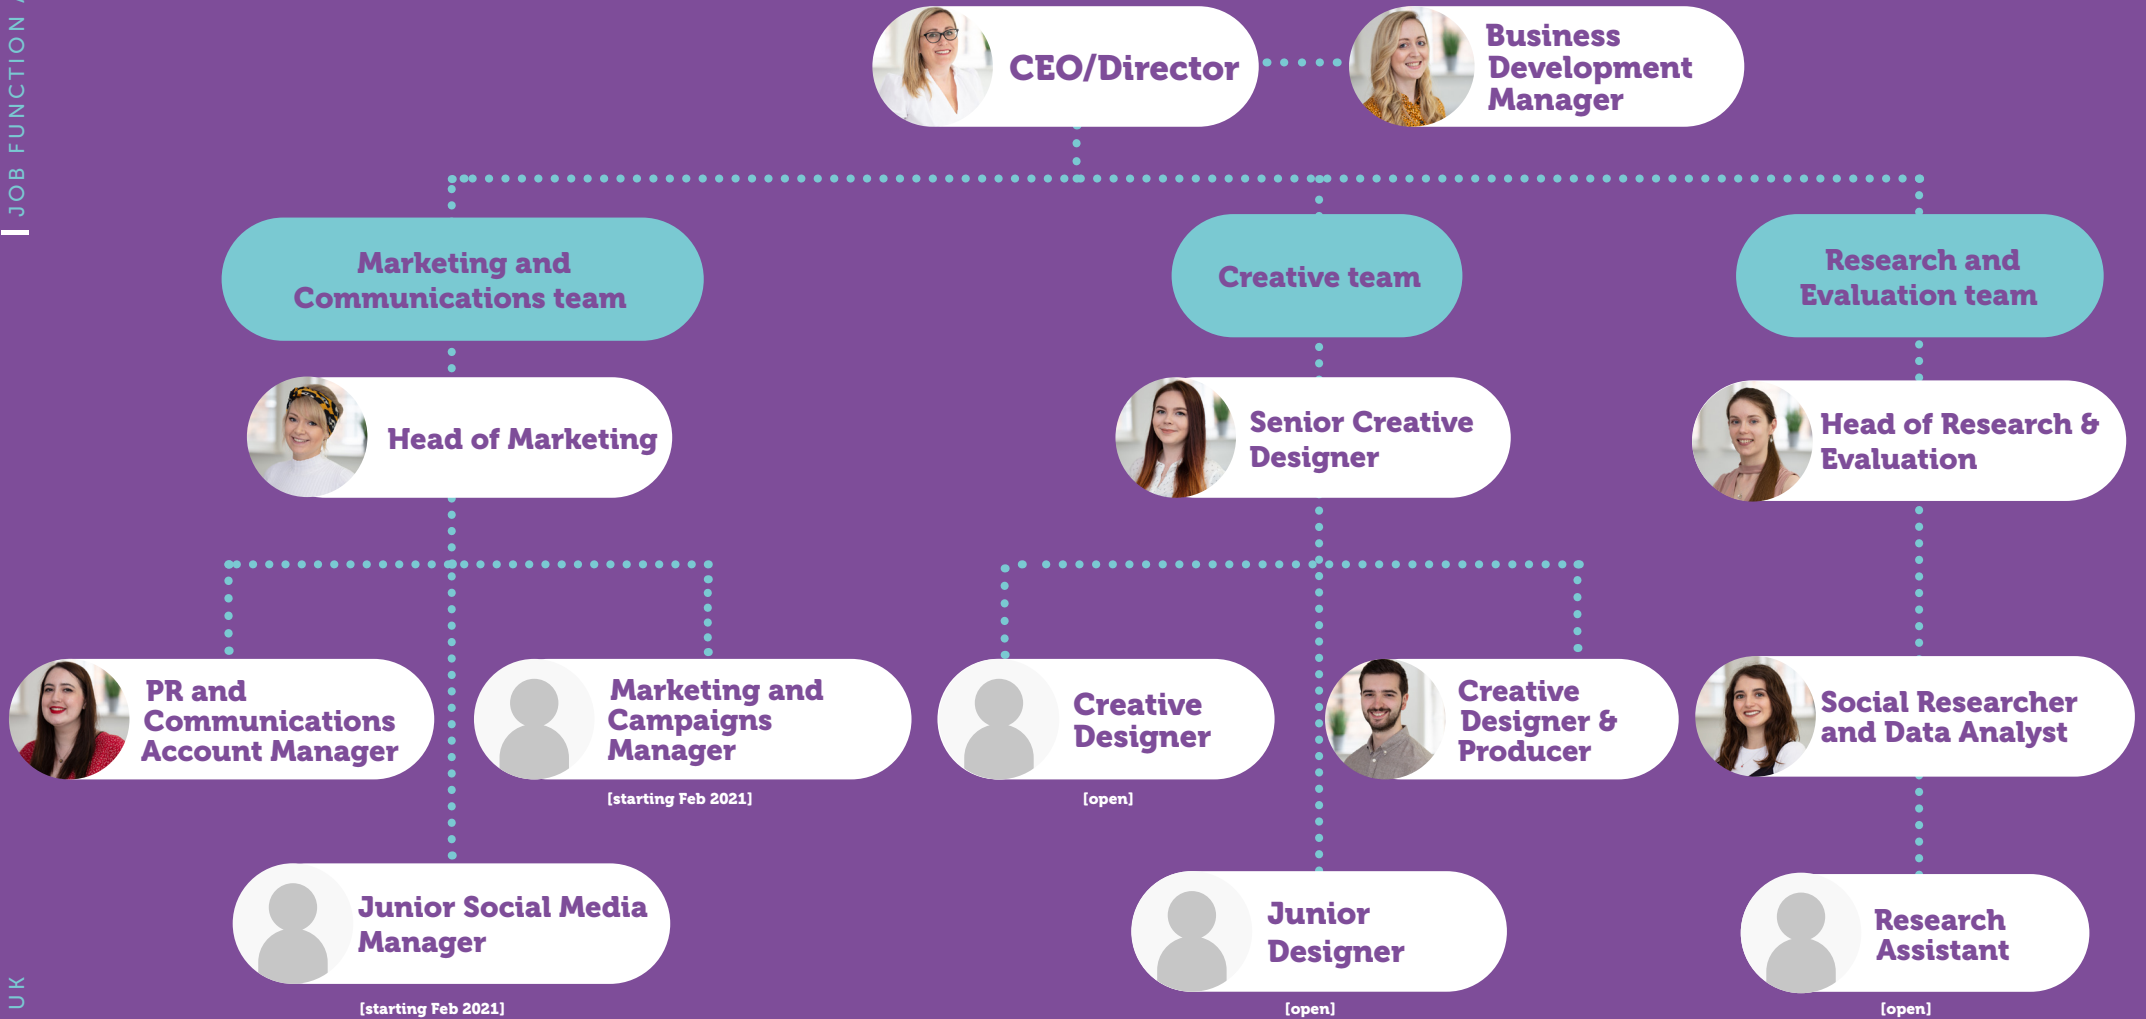 JOB FUNCTION
CEO/Director
Business
Development
Manager
Marketing and
Communications team
Creative team
Research and
Evaluation team
Head of Marketing
Senior Creative
Designer
Head of Research &
Evaluation
PR and
Communications
Account Manager
Marketing and
Campaigns
Manager
[starting Feb 2021]
Creative
Designer
[open]
Creative
Designer &
Producer
Social Researcher
and Data Analyst
Junior Social Media
Manager
[starting Feb 2021]
Junior
Designer
[open]
Research
Assistant
[open]
UK